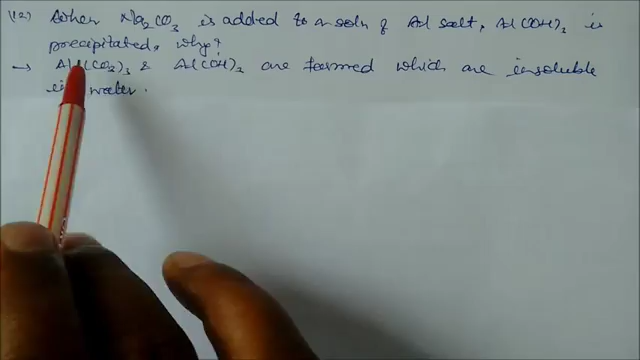 (12) When Na2CO3 is added to a soln of Al salt, Al(OH)3 is
precipitated, why?
→ Al2(CO3)3 & Al(OH)3 are formed which are insoluble
in water.